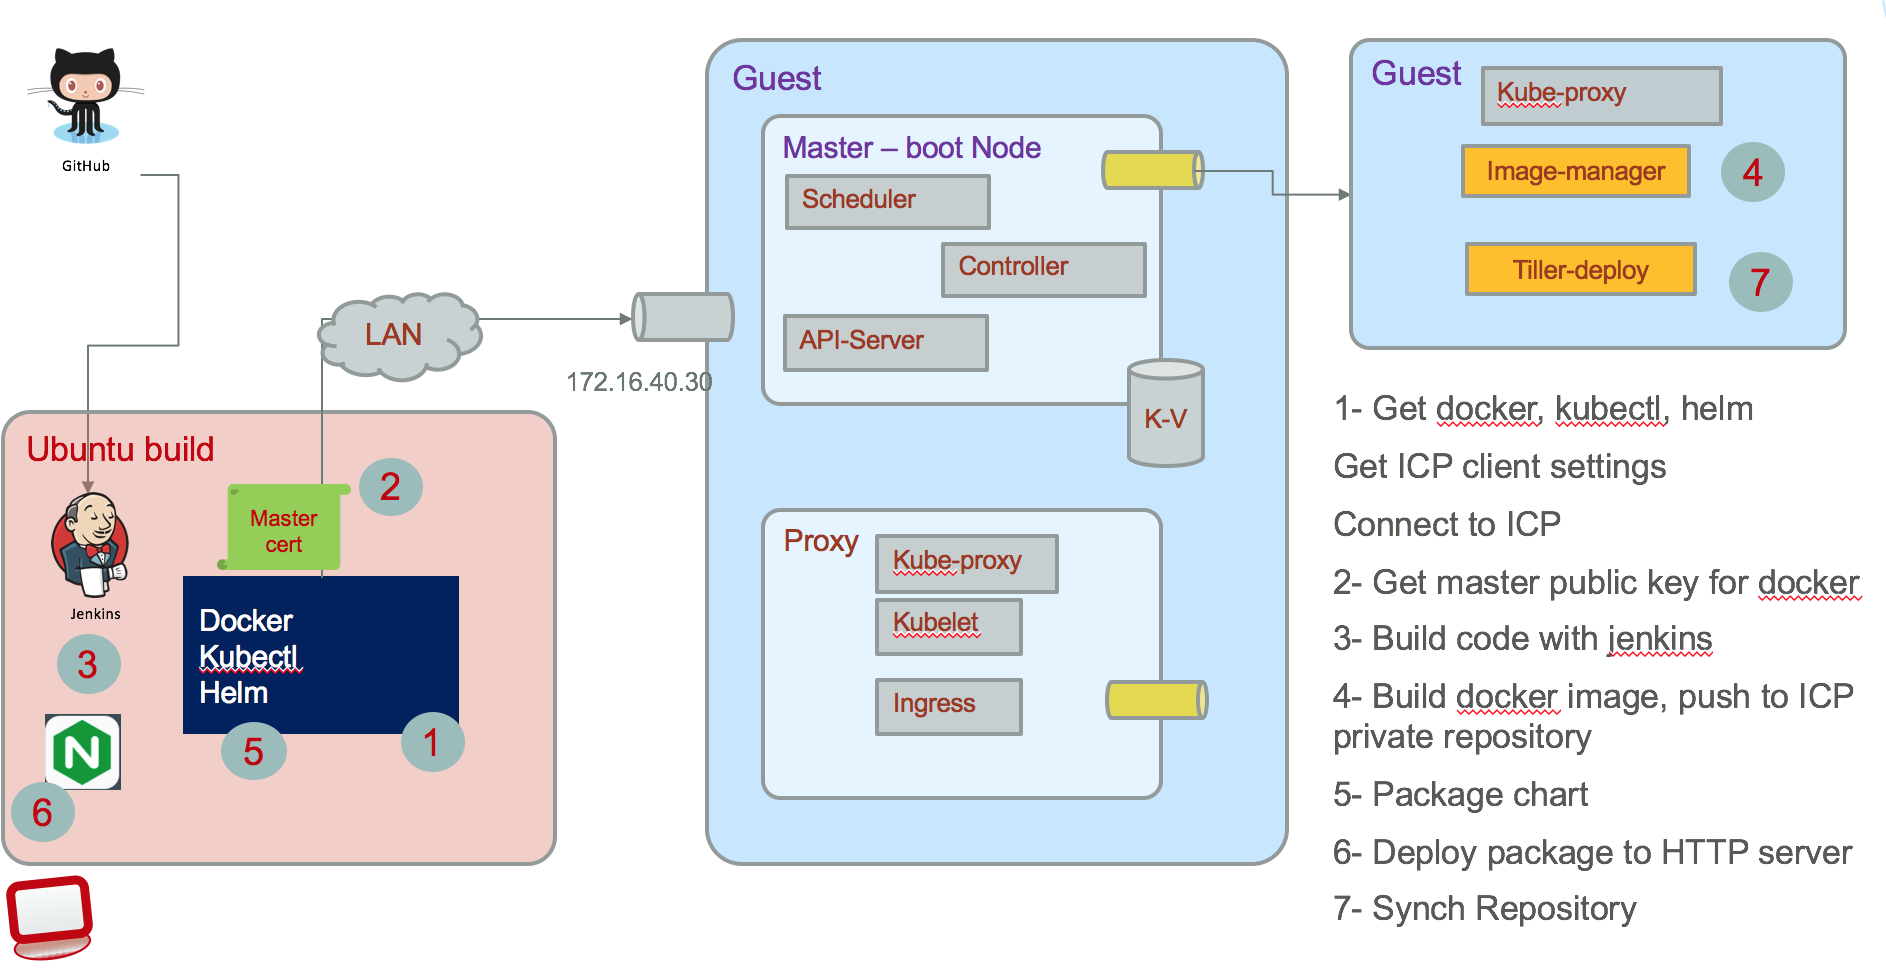 GitHub
Ubuntu build
Jenkins
3
6
Master
cert
2
Docker
Kubectl
Helm
5
1
LAN
172.16.40.30
Guest
Master – boot Node
Scheduler
Controller
API-Server
K-V
Proxy
Kube-proxy
Kubelet
Ingress
Guest
Kube-proxy
Image-manager
4
Tiller-deploy
7
1- Get docker, kubectl, helm
Get ICP client settings
Connect to ICP
2- Get master public key for docker
3- Build code with jenkins
4- Build docker image, push to ICP
private repository
5- Package chart
6- Deploy package to HTTP server
7- Synch Repository